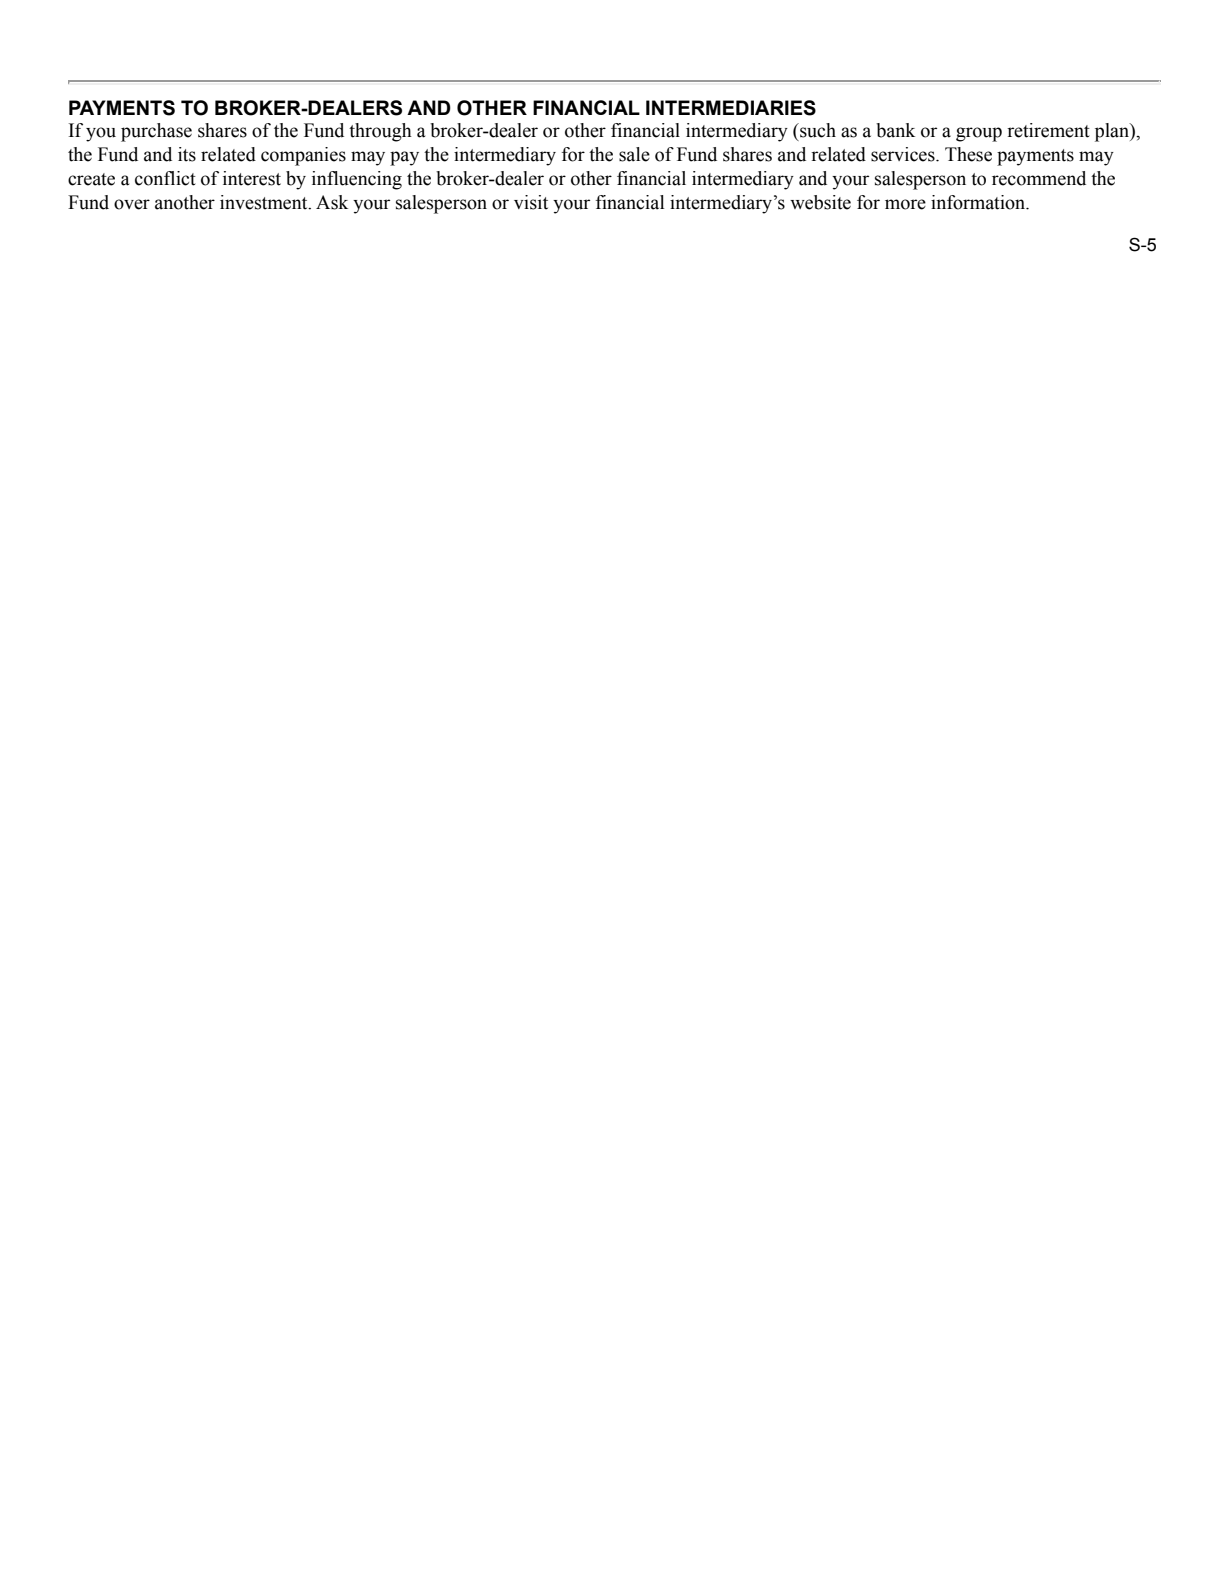 PAYMENTS TO BROKER-DEALERS AND OTHER FINANCIAL INTERMEDIARIES
If you purchase shares of the Fund through a broker-dealer or other financial intermediary (such as a bank or a group retirement plan),
the Fund and its related companies may pay the intermediary for the sale of Fund shares and related services. These payments may
create a conflict of interest by influencing the broker-dealer or other financial intermediary and your salesperson to recommend the
Fund over another investment. Ask your salesperson or visit your financial intermediary’s website for more information.
S-5